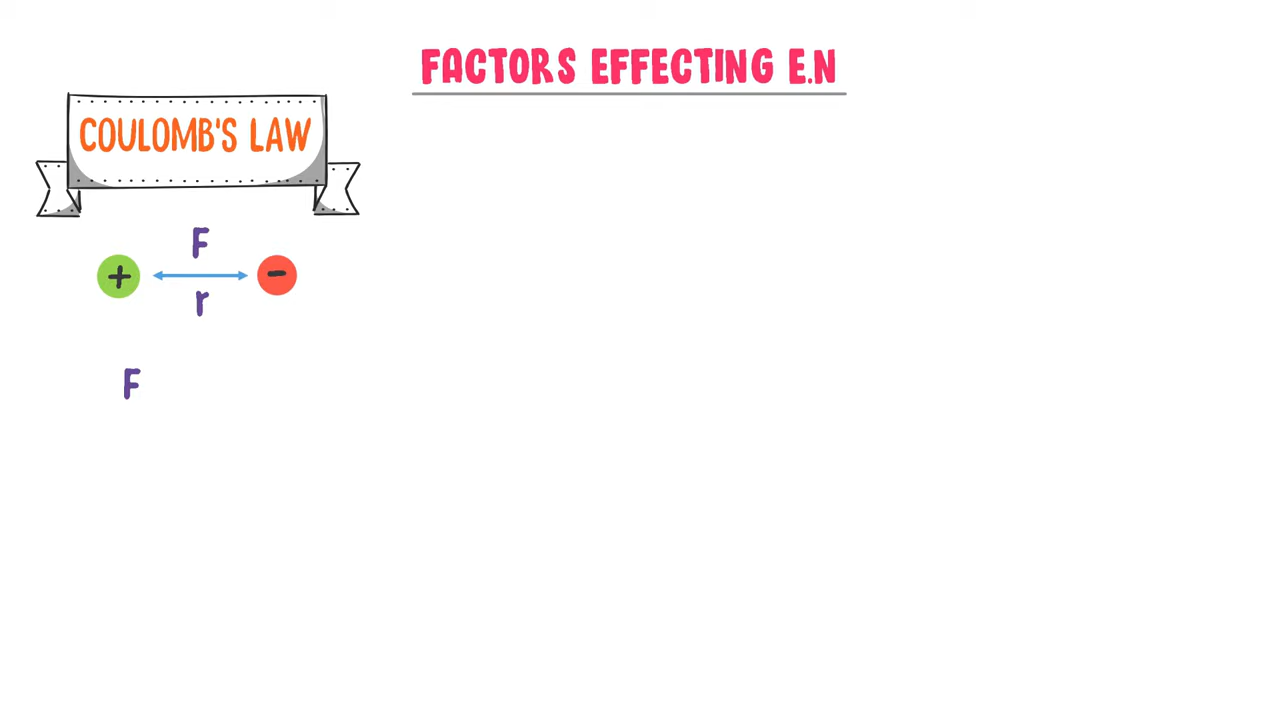 FACTORS EFFECTING E.N
COULOMB'S LAW
F
+ -
r
F